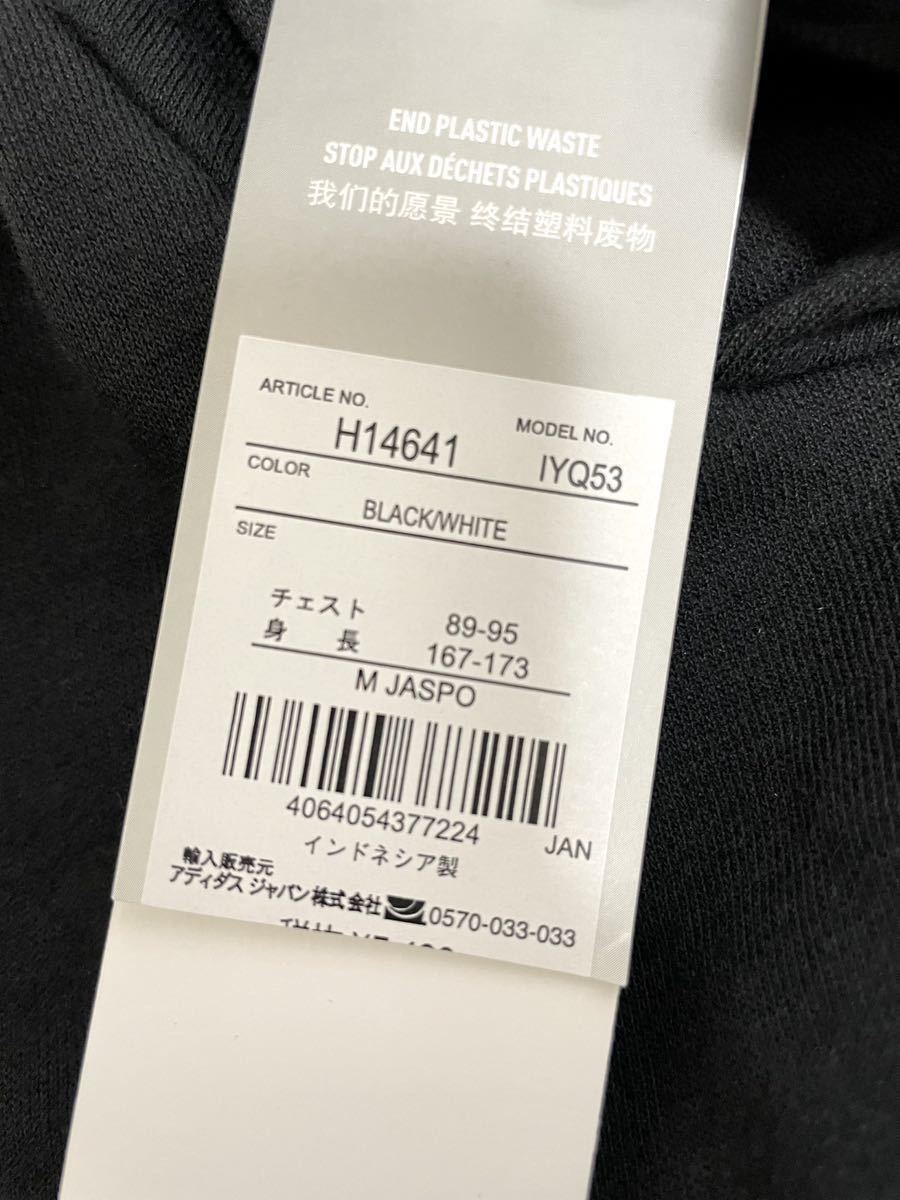 END PLASTIC WASTE
STOP AUX DÉCHETS PLASTIQUES
我们的愿景 终结塑料废物
ARTICLE NO.
MODEL NO.
H14641
IYQ53
COLOR
BLACK/WHITE
SIZE
チェスト 89-95
身 長 167-173
M JASPO
4064054377224 JAN
インドネシア製
輸入販売元
アディダス ジャパン株式会社 0570-033-033